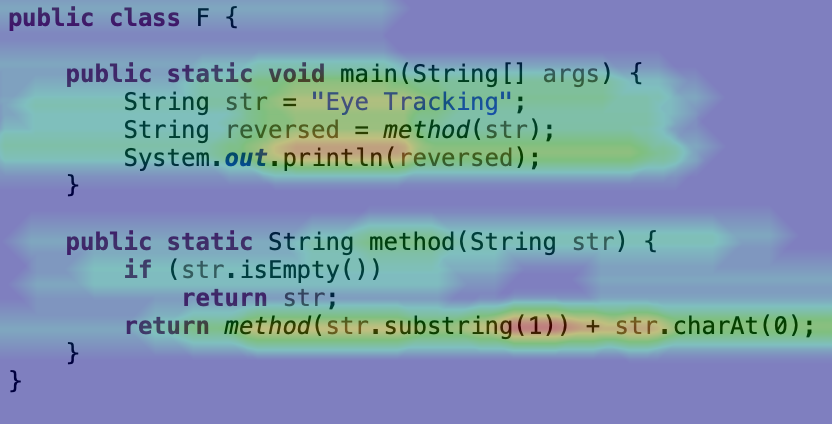 public class F {
    public static void main(String[] args) {
        String str = "Eye Tracking";
        String reversed = method(str);
        System.out.println(reversed);
    }
    public static String method(String str) {
        if (str.isEmpty())
            return str;
        return method(str.substring(1)) + str.charAt(0);
    }
}